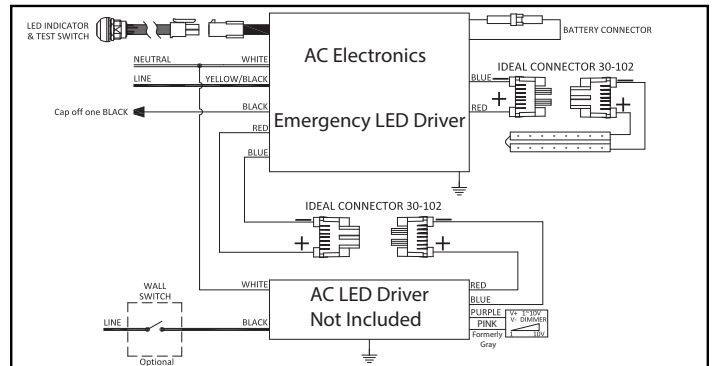 LED INDICATOR
& TEST SWITCH
BATTERY CONNECTOR
AC Electronics
Emergency LED Driver
NEUTRAL
WHITE
LINE
YELLOW/BLACK
Cap off one BLACK
BLACK
RED
BLUE
IDEAL CONNECTOR 30-102
BLUE
RED
–
+
–
+
IDEAL CONNECTOR 30-102
–
+
–
+
WHITE
AC LED Driver
Not Included
RED
BLUE
PURPLE
PINK
Formerly
Gray
V+ 1~10V
V- DIMMER
1 10V
WALL
SWITCH
LINE
BLACK
Optional